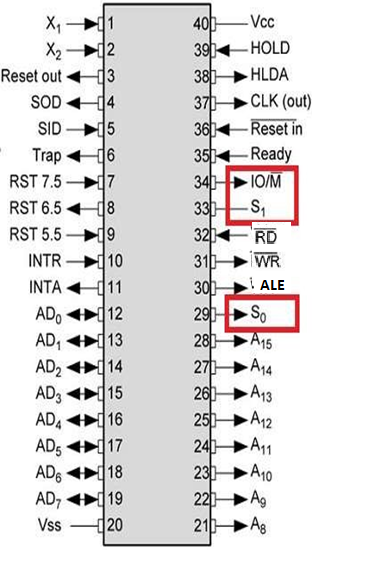 X₁ 1 40 Vcc
X₂ 2 39 HOLD
Reset out 3 38 HLDA
SOD 4 37 CLK (out)
SID 5 36 R̅e̅s̅e̅t̅ ̅i̅n̅
Trap 6 35 Ready
RST 7.5 7 34 IO/M̅
RST 6.5 8 33 S₁
RST 5.5 9 32 R̅D̅
INTR 10 31 W̅R̅
INTA 11 30 ALE
AD₀ 12 29 S₀
AD₁ 13 28 A₁₅
AD₂ 14 27 A₁₄
AD₃ 15 26 A₁₃
AD₄ 16 25 A₁₂
AD₅ 17 24 A₁₁
AD₆ 18 23 A₁₀
AD₇ 19 22 A₉
Vss 20 21 A₈